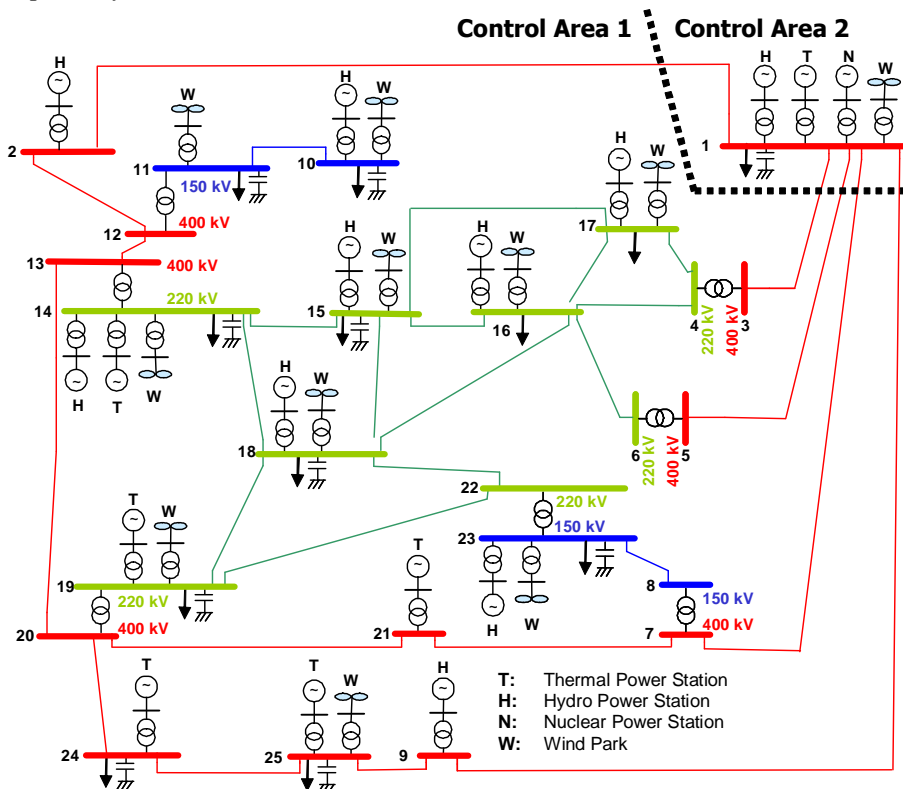 Control Area 1
Control Area 2
H
T
N
W
H
W
H
W
2
11
150 kV
10
1
H
W
17
12
400 kV
13
400 kV
H
W
H
W
14
220 kV
15
16
4
3
220 kV
400 kV
H
T
W
H
W
18
6
5
220 kV
400 kV
22
220 kV
150 kV
23
T
W
T
H
W
8
150 kV
19
220 kV
20
400 kV
21
7
400 kV
T
T
W
H
T: Thermal Power Station
H: Hydro Power Station
N: Nuclear Power Station
W: Wind Park
24
25
9